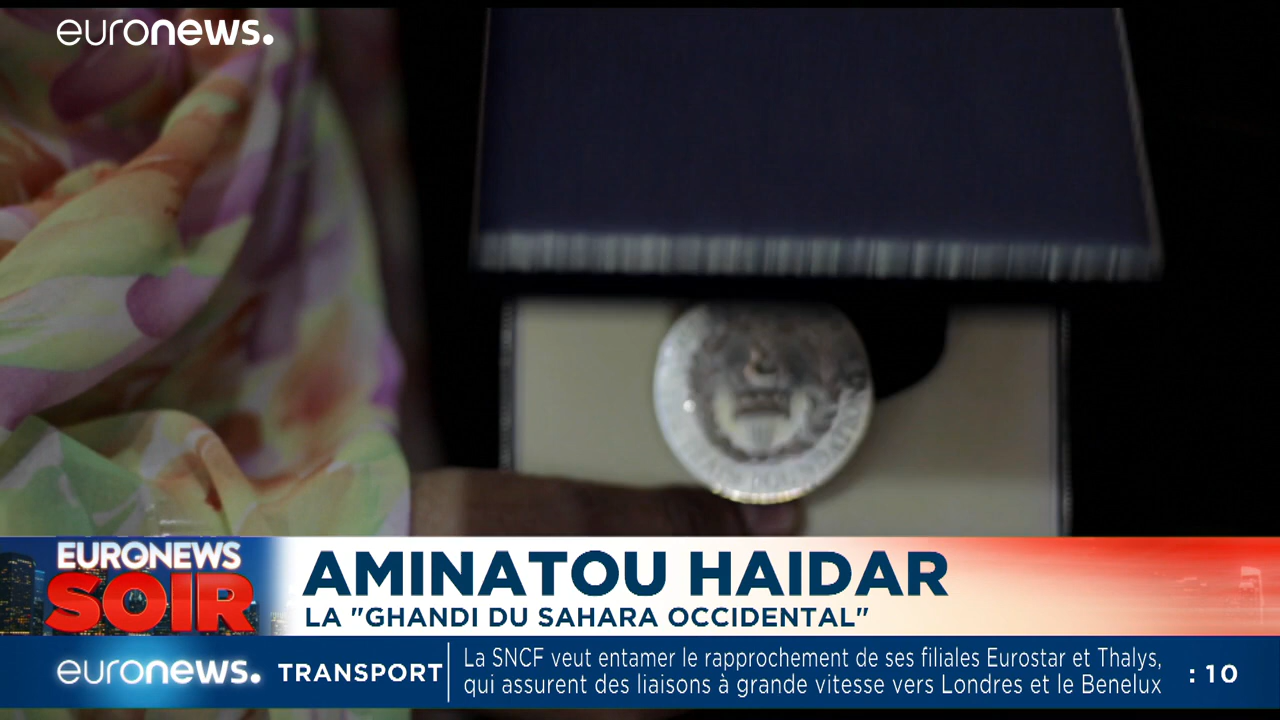 euronews.
EURONEWS
SOIR
AMINATOU HAIDAR
LA "GHANDI DU SAHARA OCCIDENTAL"
euronews.
TRANSPORT
La SNCF veut entamer le rapprochement de ses filiales Eurostar et Thalys,
qui assurent des liaisons à grande vitesse vers Londres et le Benelux
: 10